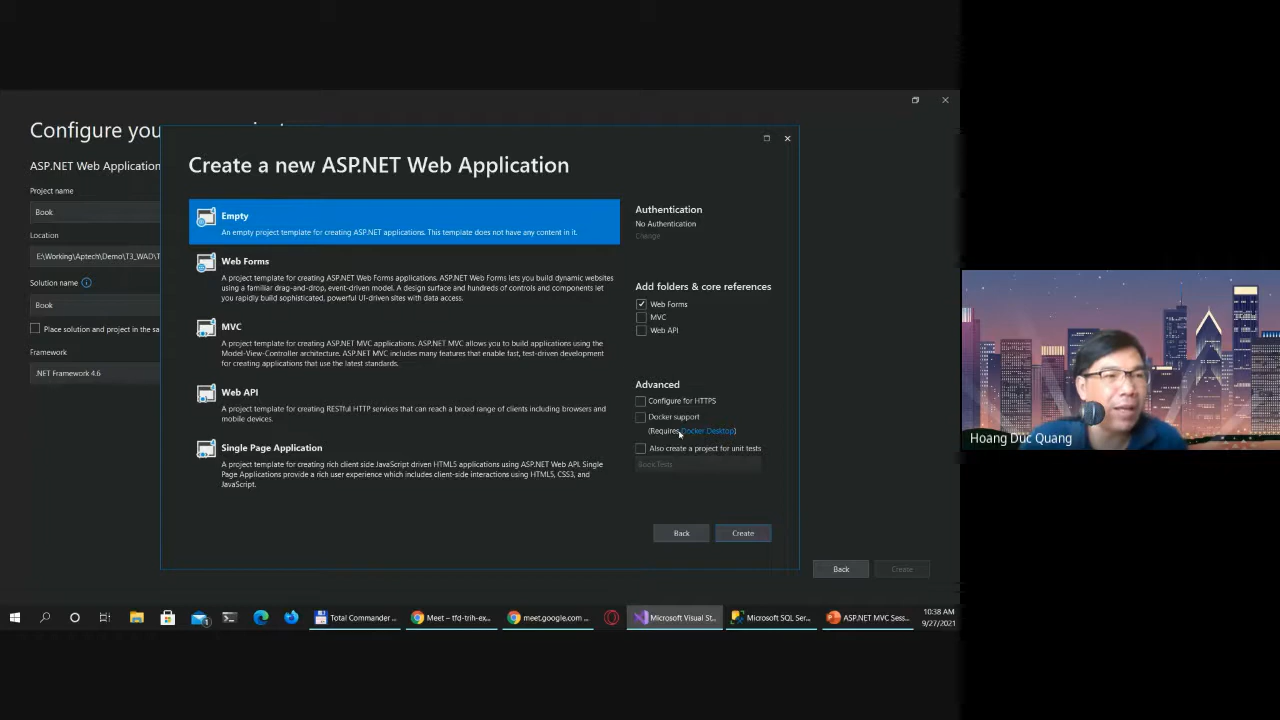 Configure you
Create a new ASP.NET Web Application
ASP.NET Web Application
Project name
Book
Location
E:\Working\Aptech\Demo\T3_WAD\T
Solution name
Book
Place solution and project in the sa
Framework
.NET Framework 4.6
Empty
An empty project template for creating ASP.NET applications. This template does not have any content in it.
Web Forms
A project template for creating ASP.NET Web Forms applications. ASP.NET Web Forms lets you build dynamic websites
using a familiar drag-and-drop, event-driven model. A design surface and hundreds of controls and components let
you rapidly build sophisticated, powerful UI-driven sites with data access.
MVC
A project template for creating ASP.NET MVC applications. ASP.NET MVC allows you to build applications using the
Model-View-Controller architecture. ASP.NET MVC includes many features that enable fast, test-driven development
for creating applications that use the latest standards.
Web API
A project template for creating RESTful HTTP services that can reach a broad range of clients including browsers and
mobile devices.
Single Page Application
A project template for creating rich client side JavaScript driven HTML5 applications using ASP.NET Web API. Single
Page Applications provide a rich user experience which includes client-side interactions using HTML5, CSS3, and
JavaScript.
Authentication
No Authentication
Change
Add folders & core references
Web Forms
MVC
Web API
Advanced
Configure for HTTPS
Docker support
(Requires Docker Desktop)
Also create a project for unit tests
Book.Tests
Back
Create
Back
Create
Hoang Duc Quang
Total Commander ...
Meet – tfd-trih-ex...
meet.google.com ...
Microsoft Visual St...
Microsoft SQL Ser...
ASP.NET MVC Sess...
10:38 AM
9/27/2021